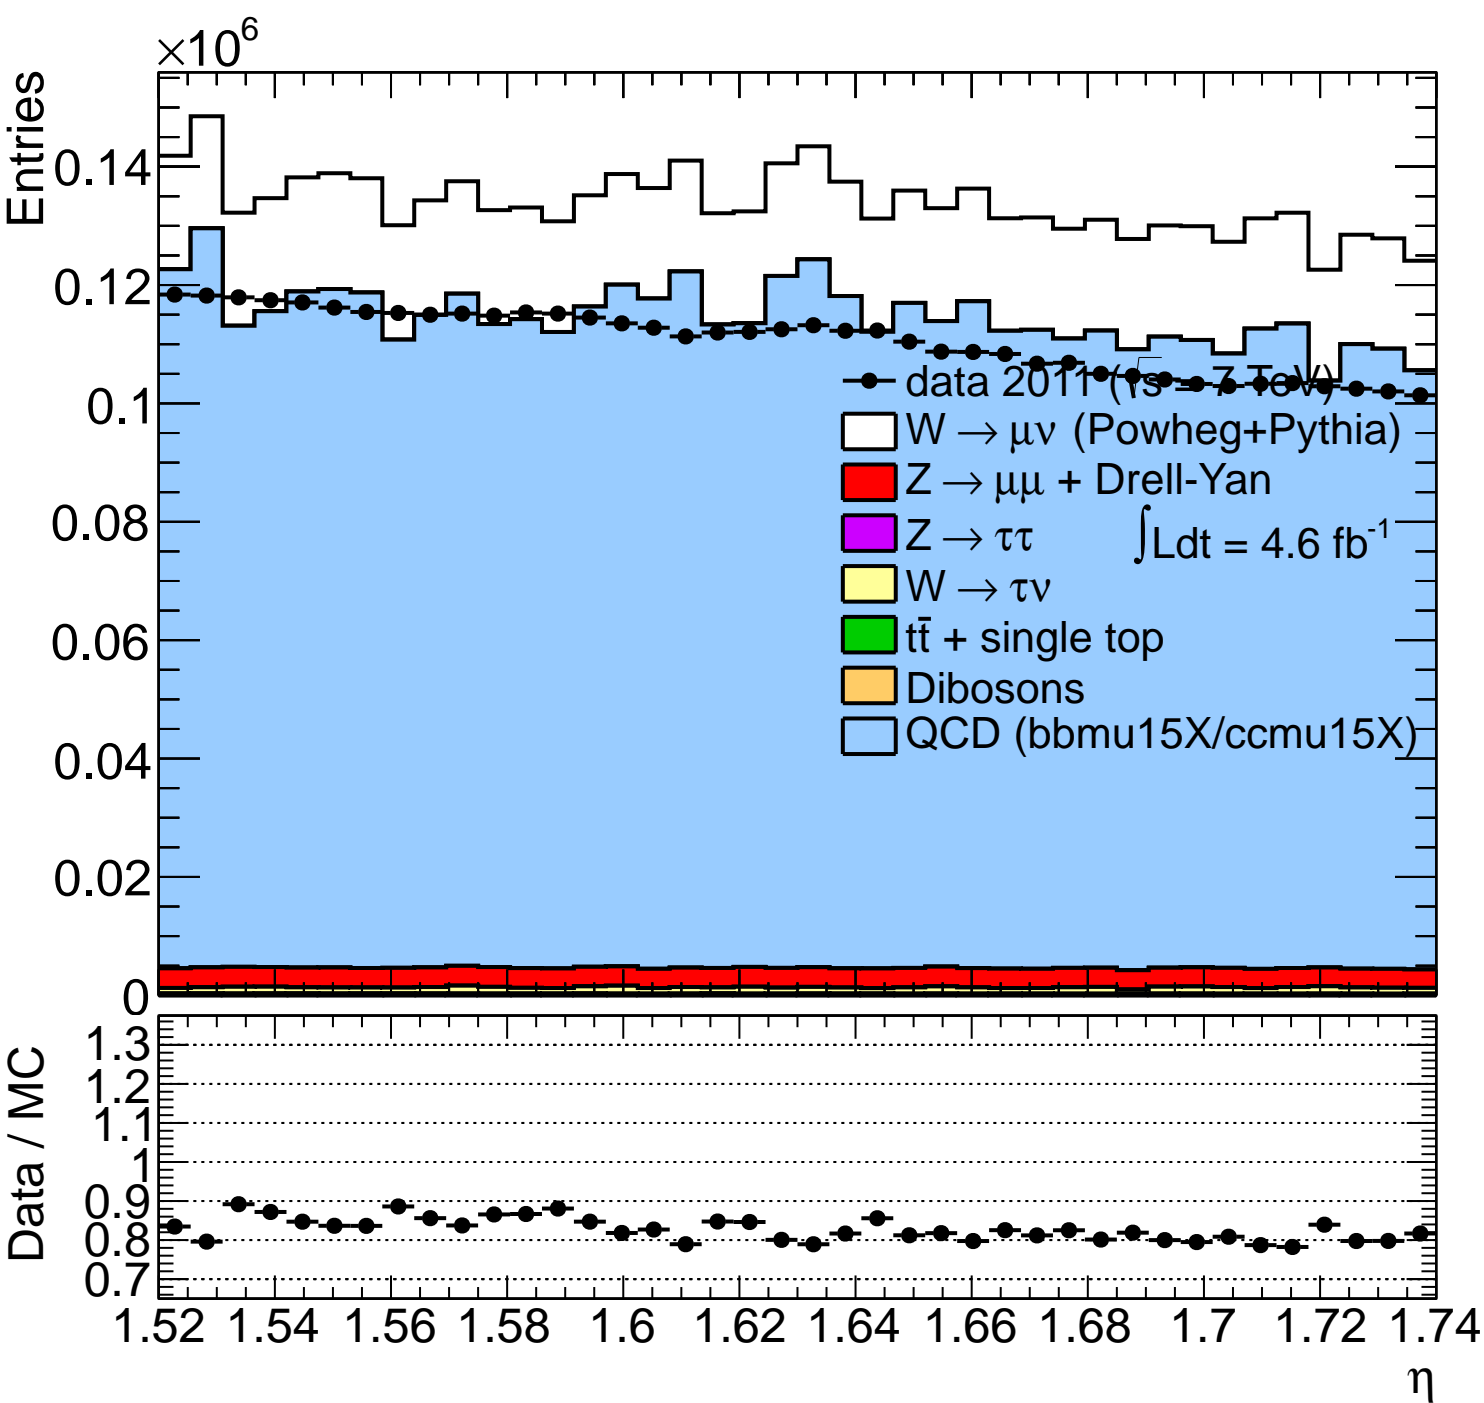 ×10⁶
Entries
0.14
0.12
0.1
0.08
0.06
0.04
0.02
0
data 2011 (√s = 7 TeV)
W → μν (Powheg+Pythia)
Z → μμ + Drell-Yan
Z → ττ
∫Ldt = 4.6 fb⁻¹
W → τν
tt̄ + single top
Dibosons
QCD (bbmu15X/ccmu15X)
Data / MC
1.3
1.2
1.1
1
0.9
0.8
0.7
1.52 1.54 1.56 1.58 1.6 1.62 1.64 1.66 1.68 1.7 1.72 1.74
η